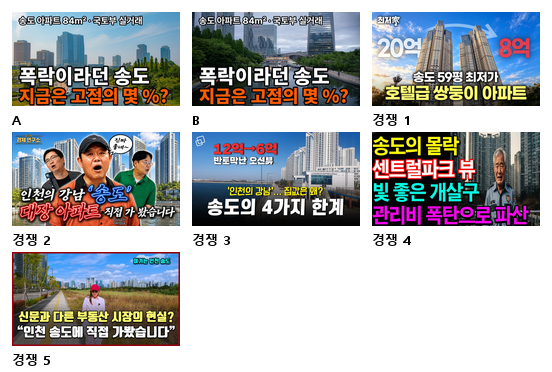 송도 아파트 84m² · 국토부 실거래
폭락이라던 송도
지금은 고점의 몇 %?
A
송도 아파트 84m² · 국토부 실거래
폭락이라던 송도
지금은 고점의 몇 %?
B
최저家
20억
8억
송도 59평 최저가
호텔급 쌍둥이 아파트
경쟁 1
경제 연구소
인천의 강남 '송도'
대장 아파트 직접 가 봤습니다
경쟁 2
12억→6억
반토막난 오션뷰
'인천의 강남'... 집값은 왜?
송도의 4가지 한계
경쟁 3
송도의 몰락
센트럴파크 뷰
빛 좋은 개살구
관리비 폭탄으로 파산
경쟁 4
신문과 다른 부동산 시장의 현실?
"인천 송도에 직접 가봤습니다"
경쟁 5